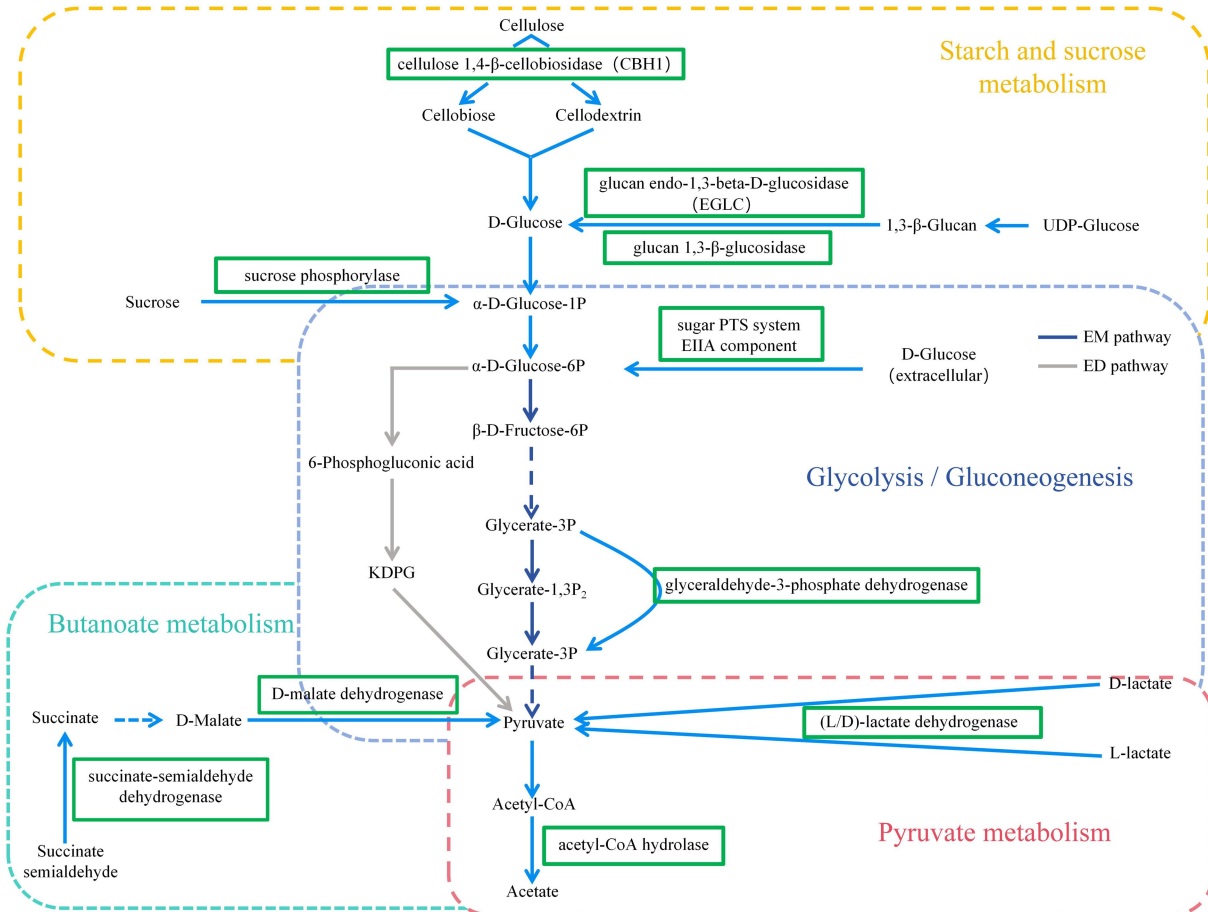 Cellulose
cellulose 1,4-β-cellobiosidase（CBH1）
Starch and sucrose
metabolism
Cellobiose
Cellodextrin
glucan endo-1,3-beta-D-glucosidase
（EGLC）
D-Glucose
1,3-β-Glucan
UDP-Glucose
glucan 1,3-β-glucosidase
sucrose phosphorylase
Sucrose
α-D-Glucose-1P
sugar PTS system
EIIA component
EM pathway
ED pathway
α-D-Glucose-6P
D-Glucose
（extracellular）
β-D-Fructose-6P
6-Phosphogluconic acid
Glycolysis / Gluconeogenesis
Glycerate-3P
KDPG
Glycerate-1,3P₂
glyceraldehyde-3-phosphate dehydrogenase
Butanoate metabolism
Glycerate-3P
D-malate dehydrogenase
D-lactate
Succinate
D-Malate
Pyruvate
(L/D)-lactate dehydrogenase
L-lactate
succinate-semialdehyde
dehydrogenase
Acetyl-CoA
Pyruvate metabolism
acetyl-CoA hydrolase
Succinate
semialdehyde
Acetate